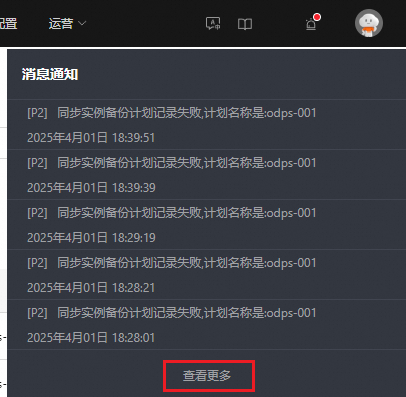 配置 运营
消息通知
[P2] 同步实例备份计划记录失败,计划名称是:odps-001
2025年4月01日 18:39:51
[P2] 同步实例备份计划记录失败,计划名称是:odps-001
2025年4月01日 18:39:39
[P2] 同步实例备份计划记录失败,计划名称是:odps-001
2025年4月01日 18:29:19
[P2] 同步实例备份计划记录失败,计划名称是:odps-001
2025年4月01日 18:28:21
[P2] 同步实例备份计划记录失败,计划名称是:odps-001
2025年4月01日 18:28:01
查看更多